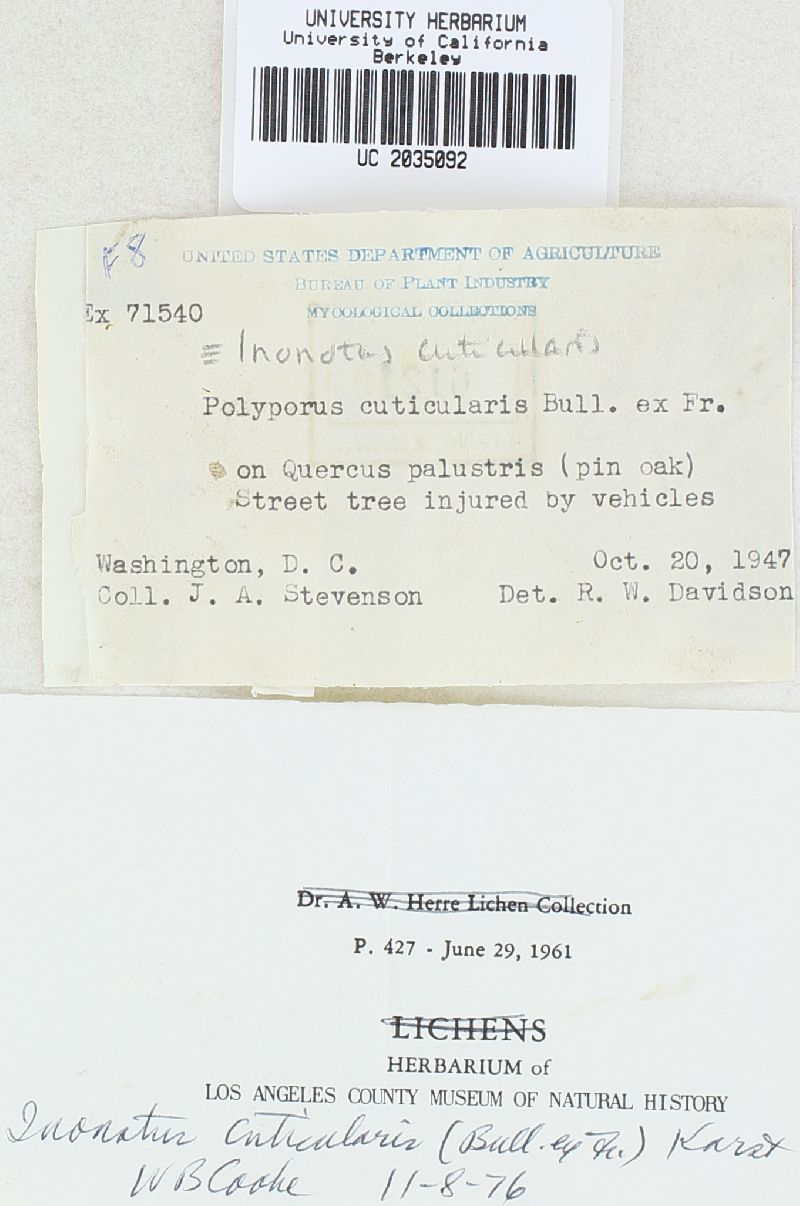 UNIVERSITY HERBARIUM
University of California
Berkeley
UC 2035092
F8
UNITED STATES DEPARTMENT OF AGRICULTURE
BUREAU OF PLANT INDUSTRY
MYCOLOGICAL COLLECTIONS
Ex 71540
≡ Inonotus cuticularis
Polyporus cuticularis Bull. ex Fr.
on Quercus palustris (pin oak)
Street tree injured by vehicles
Washington, D. C. Oct. 20, 1947
Coll. J. A. Stevenson Det. R. W. Davidson
Dr. A. W. Herre Lichen Collection
P. 427 - June 29, 1961
LICHENS
HERBARIUM of
LOS ANGELES COUNTY MUSEUM OF NATURAL HISTORY
Inonotus cuticularis (Bull. ex Fr.) Karst
WB Cooke 11-8-76